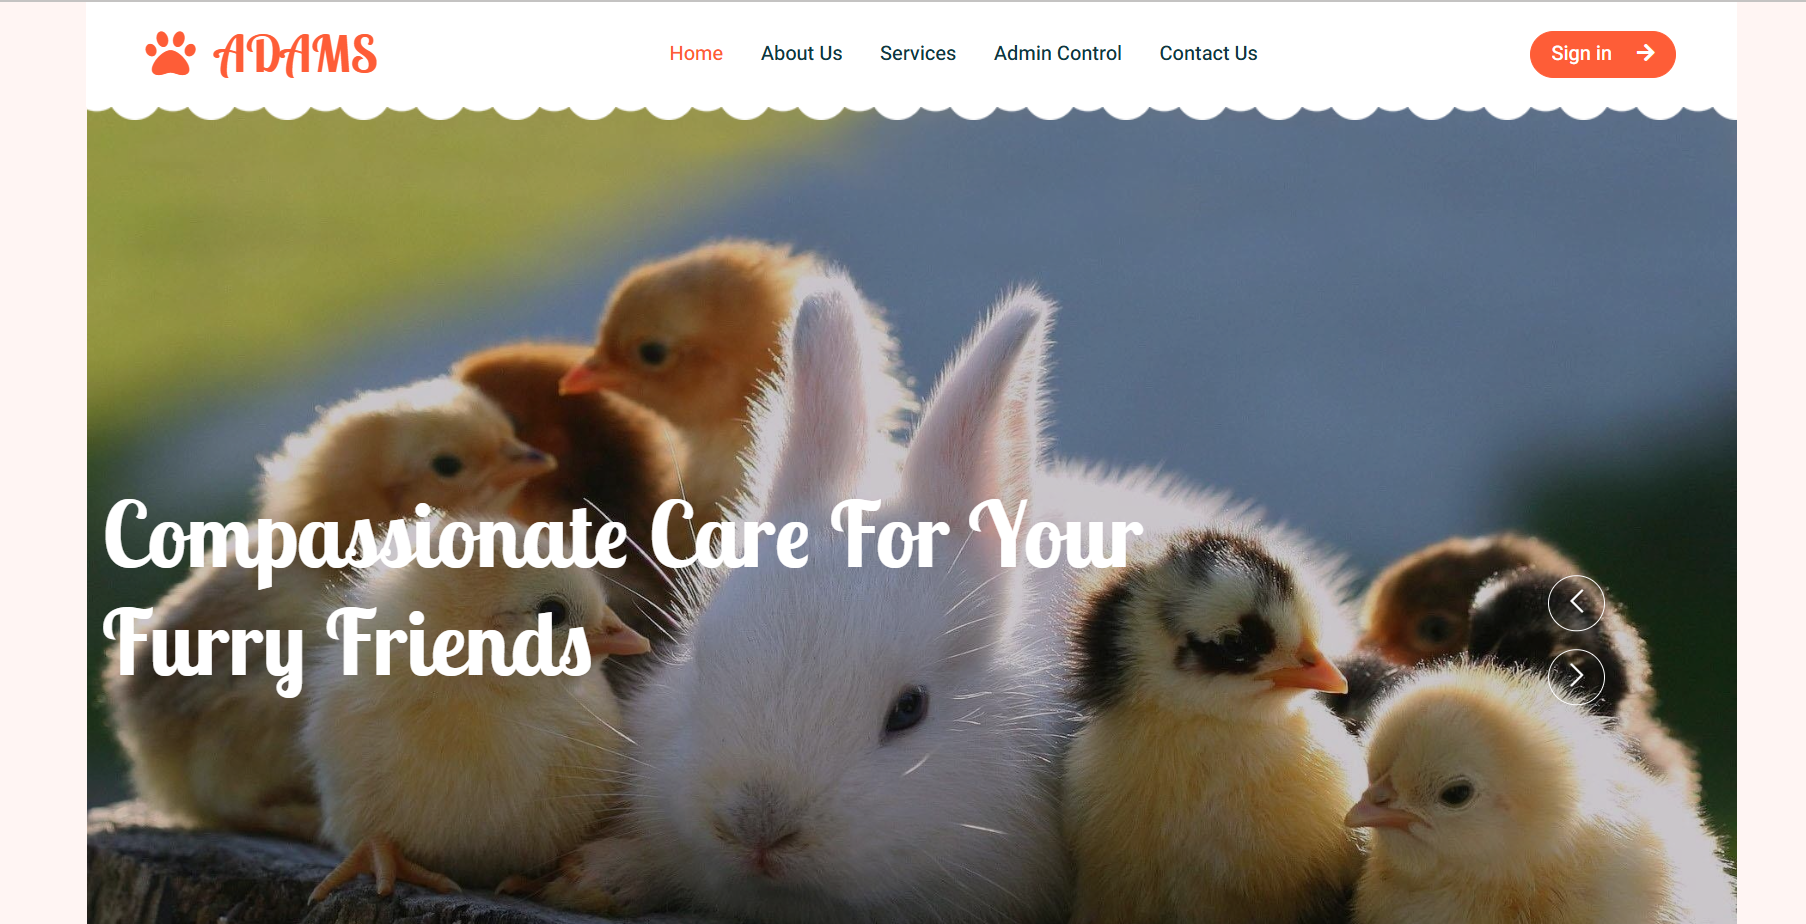 ADAMS
Home About Us Services Admin Control Contact Us
Sign in
Compassionate Care For Your
Furry Friends